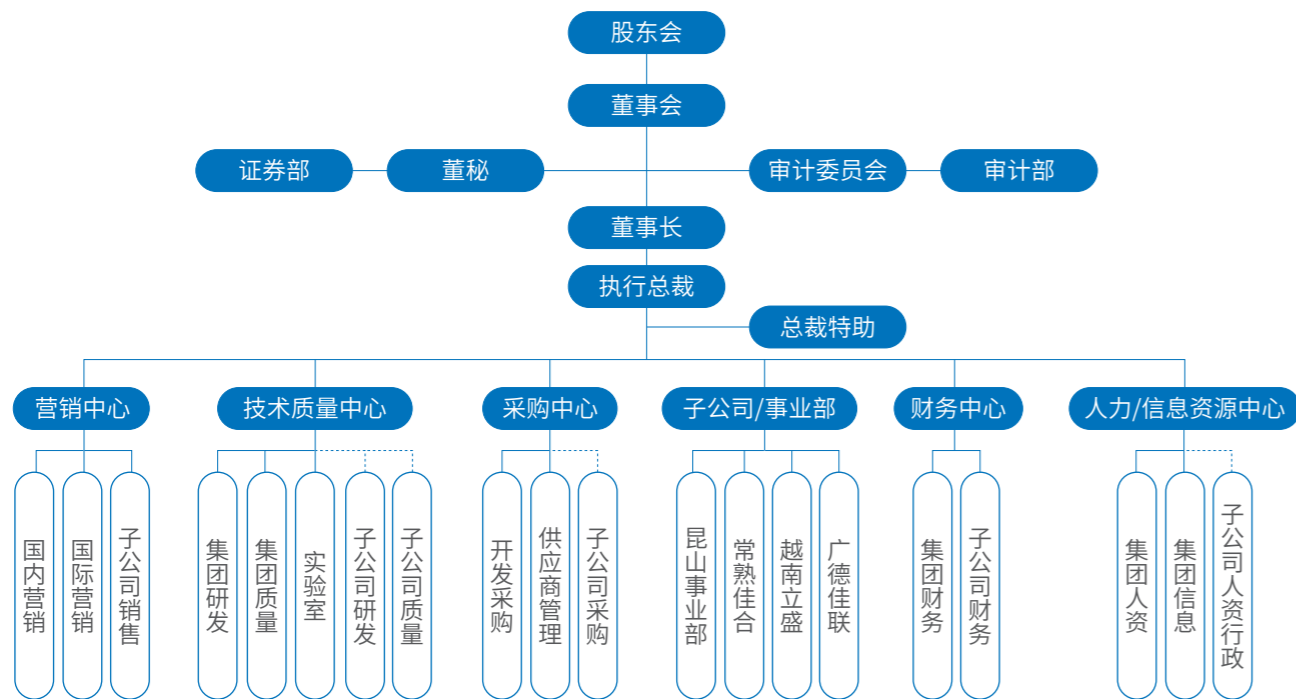 股东会
董事会
证券部
董秘
审计委员会
审计部
董事长
执行总裁
总裁特助
营销中心
技术质量中心
采购中心
子公司/事业部
财务中心
人力/信息资源中心
国内营销
国际营销
子公司销售
集团研发
集团质量
实验室
子公司研发
子公司质量
开发采购
供应商管理
子公司采购
昆山事业部
常熟佳合
越南立盛
广德佳联
集团财务
子公司财务
集团人资
集团信息
子公司人资行政